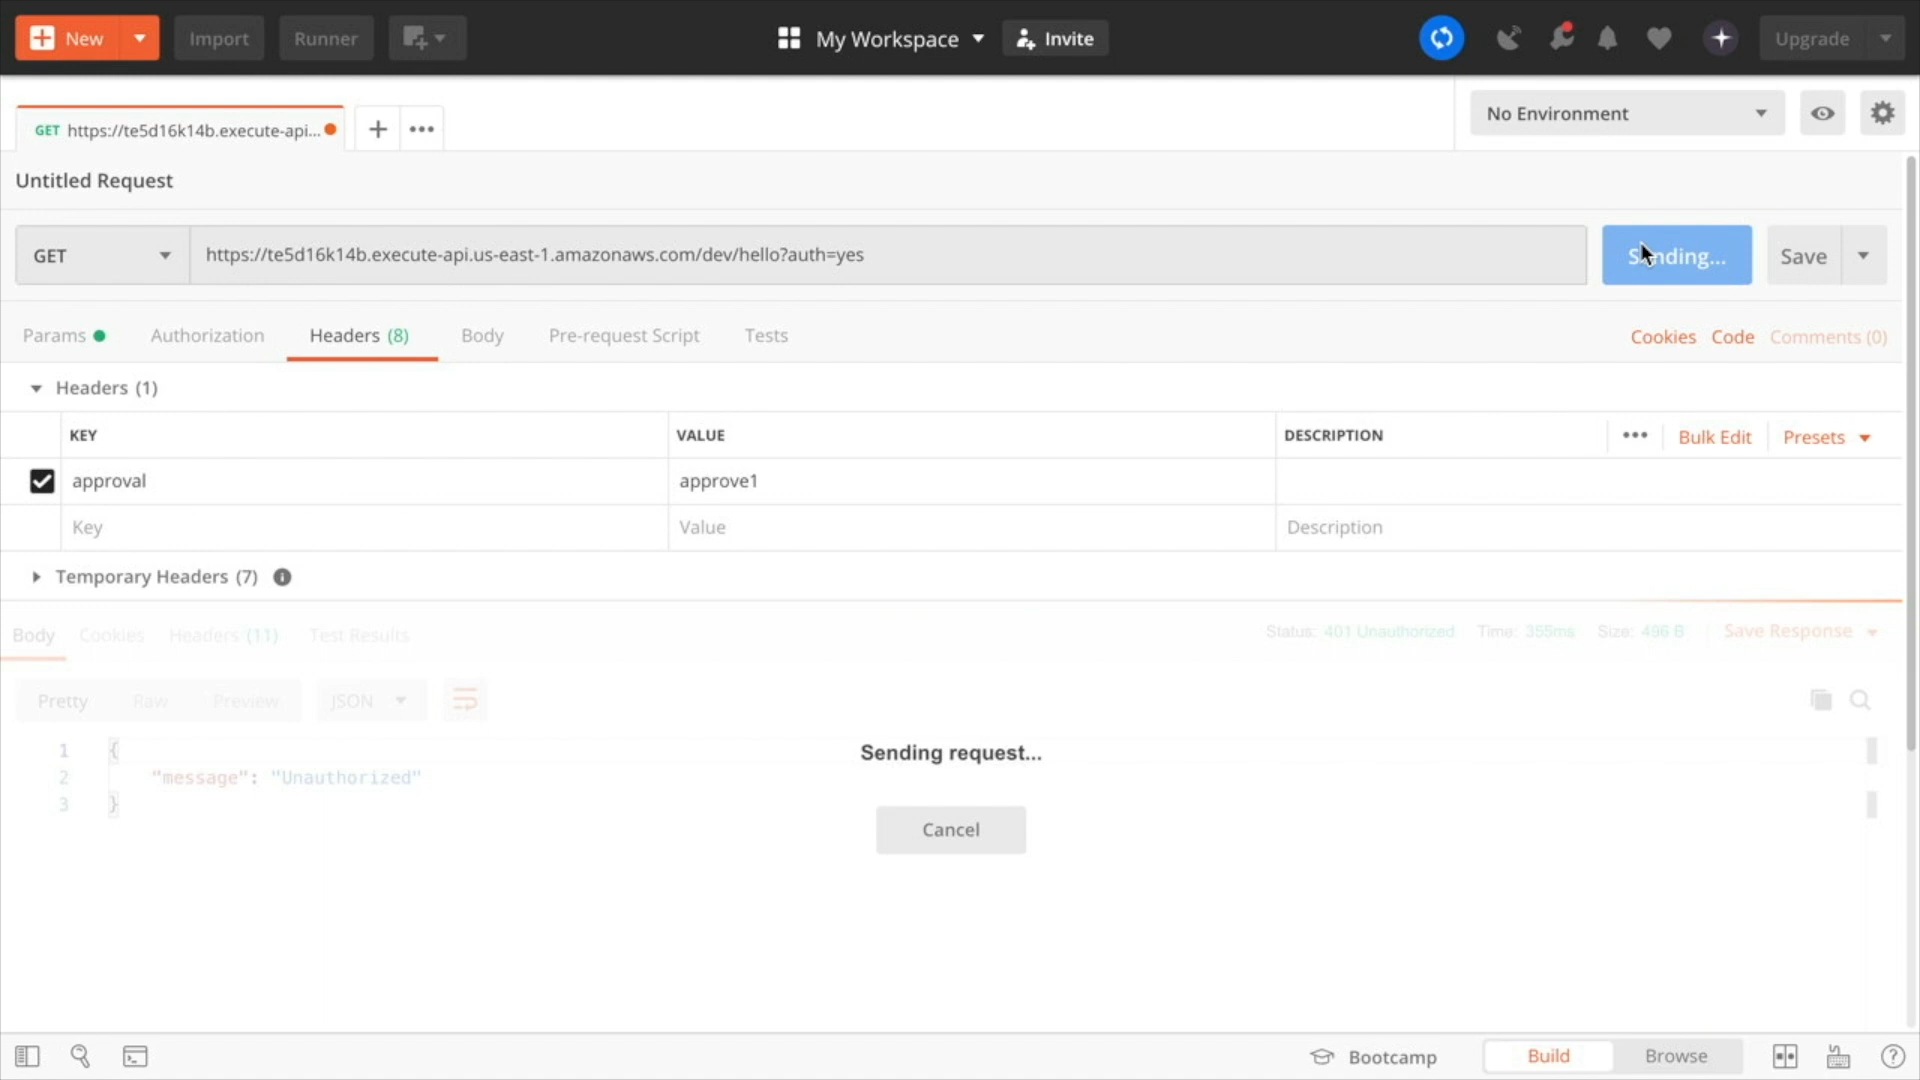 New Import Runner My Workspace Invite Upgrade
GET https://te5d16k14b.execute-api... No Environment
Untitled Request
GET https://te5d16k14b.execute-api.us-east-1.amazonaws.com/dev/hello?auth=yes Sending... Save
Params Authorization Headers (8) Body Pre-request Script Tests Cookies Code Comments (0)
Headers (1)
KEY VALUE DESCRIPTION Bulk Edit Presets
approval approve1
Key Value Description
Temporary Headers (7)
Body Cookies Headers (11) Test Results Status: 401 Unauthorized Time: 355ms Size: 496 B Save Response
Pretty Raw Preview JSON
1 {
Sending request...
2 "message": "Unauthorized"
3 }
Cancel
Bootcamp Build Browse